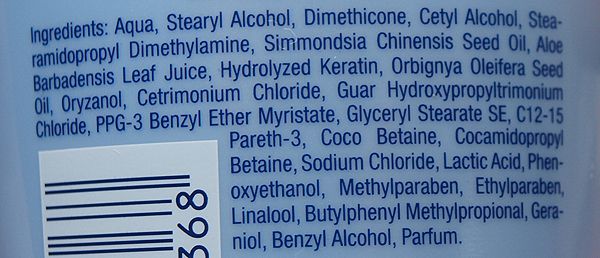 Ingredients: Aqua, Stearyl Alcohol, Dimethicone, Cetyl Alcohol, Stea-
ramidopropyl Dimethylamine, Simmondsia Chinensis Seed Oil, Aloe
Barbadensis Leaf Juice, Hydrolyzed Keratin, Orbignya Oleifera Seed
Oil, Oryzanol, Cetrimonium Chloride, Guar Hydroxypropyltrimonium
Chloride, PPG-3 Benzyl Ether Myristate, Glyceryl Stearate SE, C12-15
Pareth-3, Coco Betaine, Cocamidopropyl
Betaine, Sodium Chloride, Lactic Acid, Phen-
oxyethanol, Methylparaben, Ethylparaben,
Linalool, Butylphenyl Methylpropional, Gera-
niol, Benzyl Alcohol, Parfum.
368